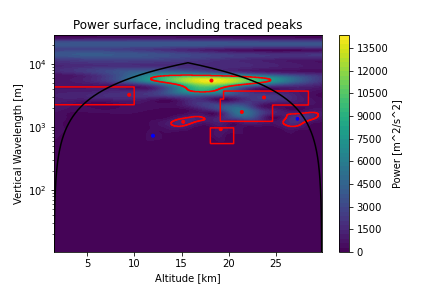 Power surface, including traced peaks
Vertical Wavelength [m]
10^4
10^3
10^2
5 10 15 20 25
Altitude [km]
13500
12000
10500
9000
7500
6000
4500
3000
1500
0
Power [m^2/s^2]